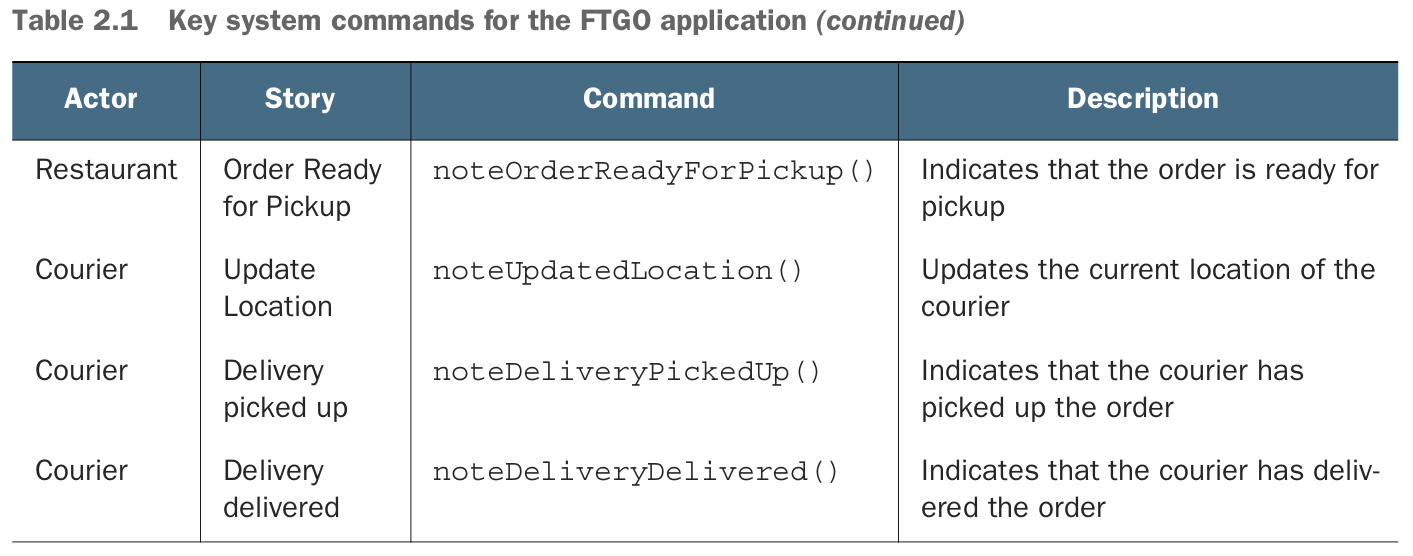 Table 2.1 Key system commands for the FTGO application (continued)
Actor Story Command Description
Restaurant Order Ready noteOrderReadyForPickup() Indicates that the order is ready for
for Pickup pickup
Courier Update noteUpdatedLocation() Updates the current location of the
Location courier
Courier Delivery noteDeliveryPickedUp() Indicates that the courier has
picked up picked up the order
Courier Delivery noteDeliveryDelivered() Indicates that the courier has deliv-
delivered ered the order